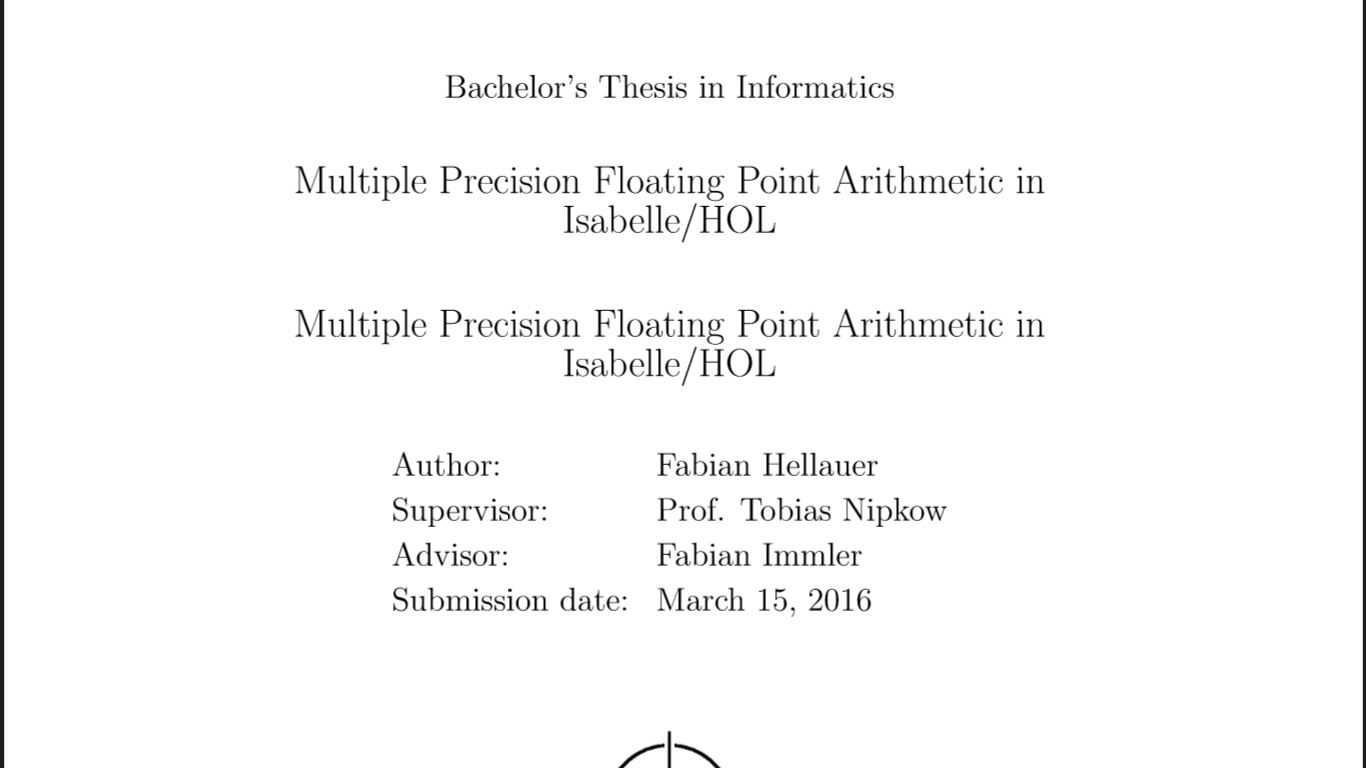 Bachelor's Thesis in Informatics
Multiple Precision Floating Point Arithmetic in
Isabelle/HOL
Multiple Precision Floating Point Arithmetic in
Isabelle/HOL
Author: Fabian Hellauer
Supervisor: Prof. Tobias Nipkow
Advisor: Fabian Immler
Submission date: March 15, 2016